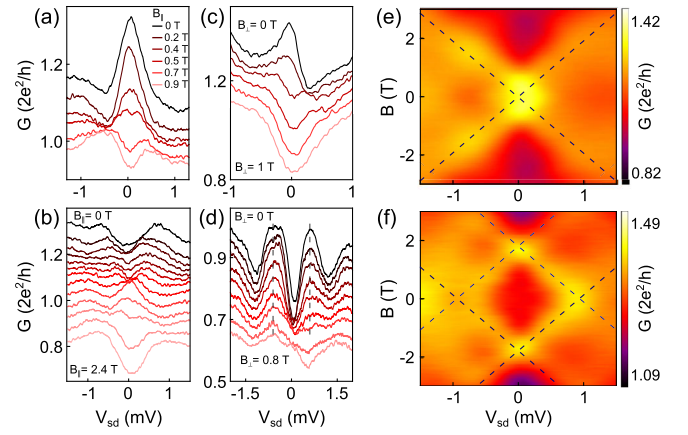 (a)
B∥
0 T
0.2 T
0.4 T
0.5 T
0.7 T
0.9 T
G (2e²/h)
1.2
1.0
0.9
-1
0
1
(c)
B⊥= 0 T
B⊥= 1 T
1.2
0.8
-1
0
1
(e)
B (T)
2
0
-2
-1
0
1
1.42
G (2e²/h)
0.82
(b)
B∥= 0 T
B∥= 2.4 T
G (2e²/h)
1.2
1.0
0.8
-1
0
1
Vsd (mV)
(d)
B⊥= 0 T
B⊥= 0.8 T
0.9
0.7
0.5
-1.5
0
1.5
Vsd (mV)
(f)
B (T)
2
0
-2
-1
0
1
Vsd (mV)
1.49
G (2e²/h)
1.09